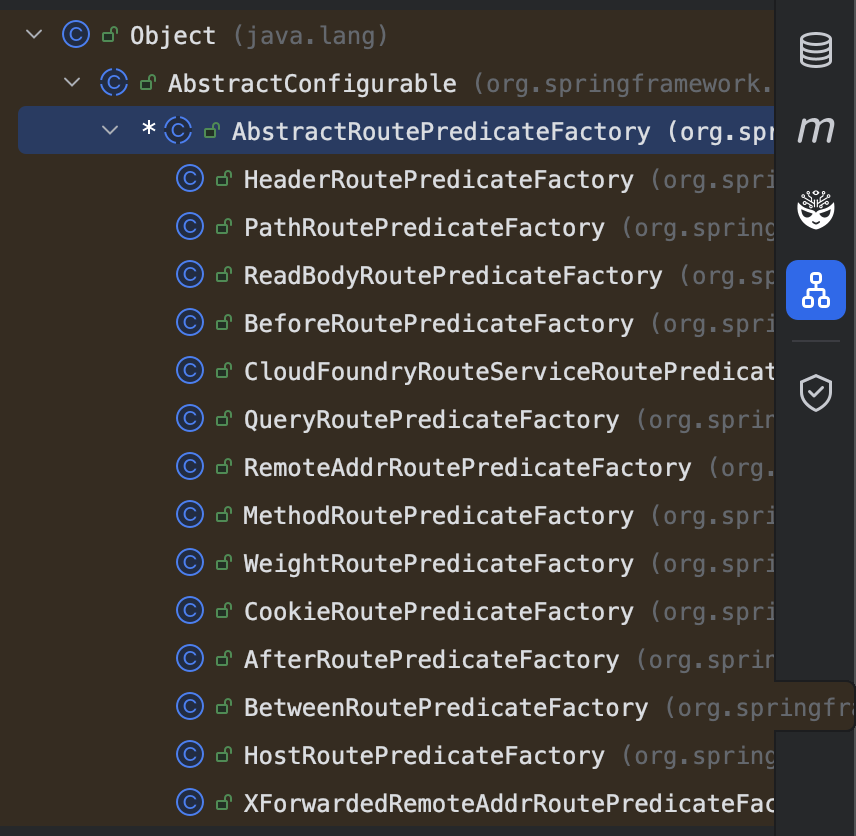 Object (java.lang)
AbstractConfigurable (org.springframework.
* AbstractRoutePredicateFactory (org.spr
HeaderRoutePredicateFactory (org.spri
PathRoutePredicateFactory (org.spring
ReadBodyRoutePredicateFactory (org.sp
BeforeRoutePredicateFactory (org.spri
CloudFoundryRouteServiceRoutePredicat
QueryRoutePredicateFactory (org.sprin
RemoteAddrRoutePredicateFactory (org.
MethodRoutePredicateFactory (org.spri
WeightRoutePredicateFactory (org.spri
CookieRoutePredicateFactory (org.spri
AfterRoutePredicateFactory (org.sprin
BetweenRoutePredicateFactory (org.springfra
HostRoutePredicateFactory (org.spring
XForwardedRemoteAddrRoutePredicateFac